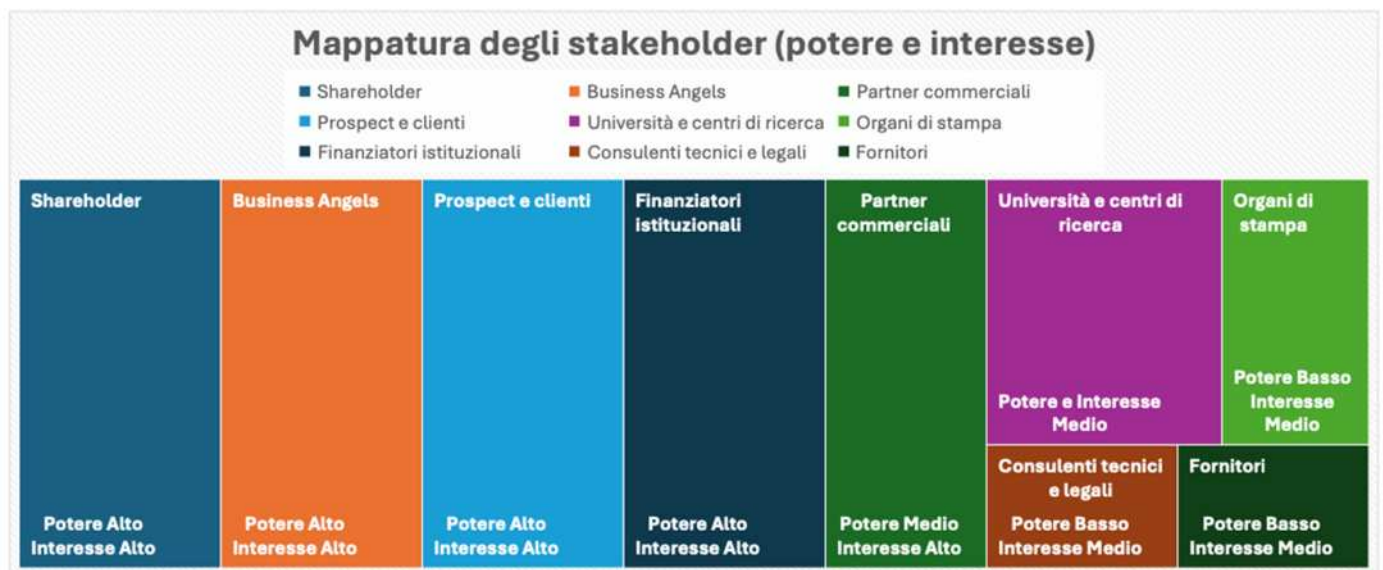 Mappatura degli stakeholder (potere e interesse)
Shareholder
Business Angels
Partner commerciali
Prospect e clienti
Università e centri di ricerca
Organi di stampa
Finanziatori istituzionali
Consulenti tecnici e legali
Fornitori
Shareholder
Potere Alto
Interesse Alto
Business Angels
Potere Alto
Interesse Alto
Prospect e clienti
Potere Alto
Interesse Alto
Finanziatori
istituzionali
Potere Alto
Interesse Alto
Partner
commerciali
Potere Medio
Interesse Alto
Università e centri di
ricerca
Potere e Interesse
Medio
Organi di
stampa
Potere Basso
Interesse
Medio
Consulenti tecnici
e legali
Potere Basso
Interesse Medio
Fornitori
Potere Basso
Interesse Medio